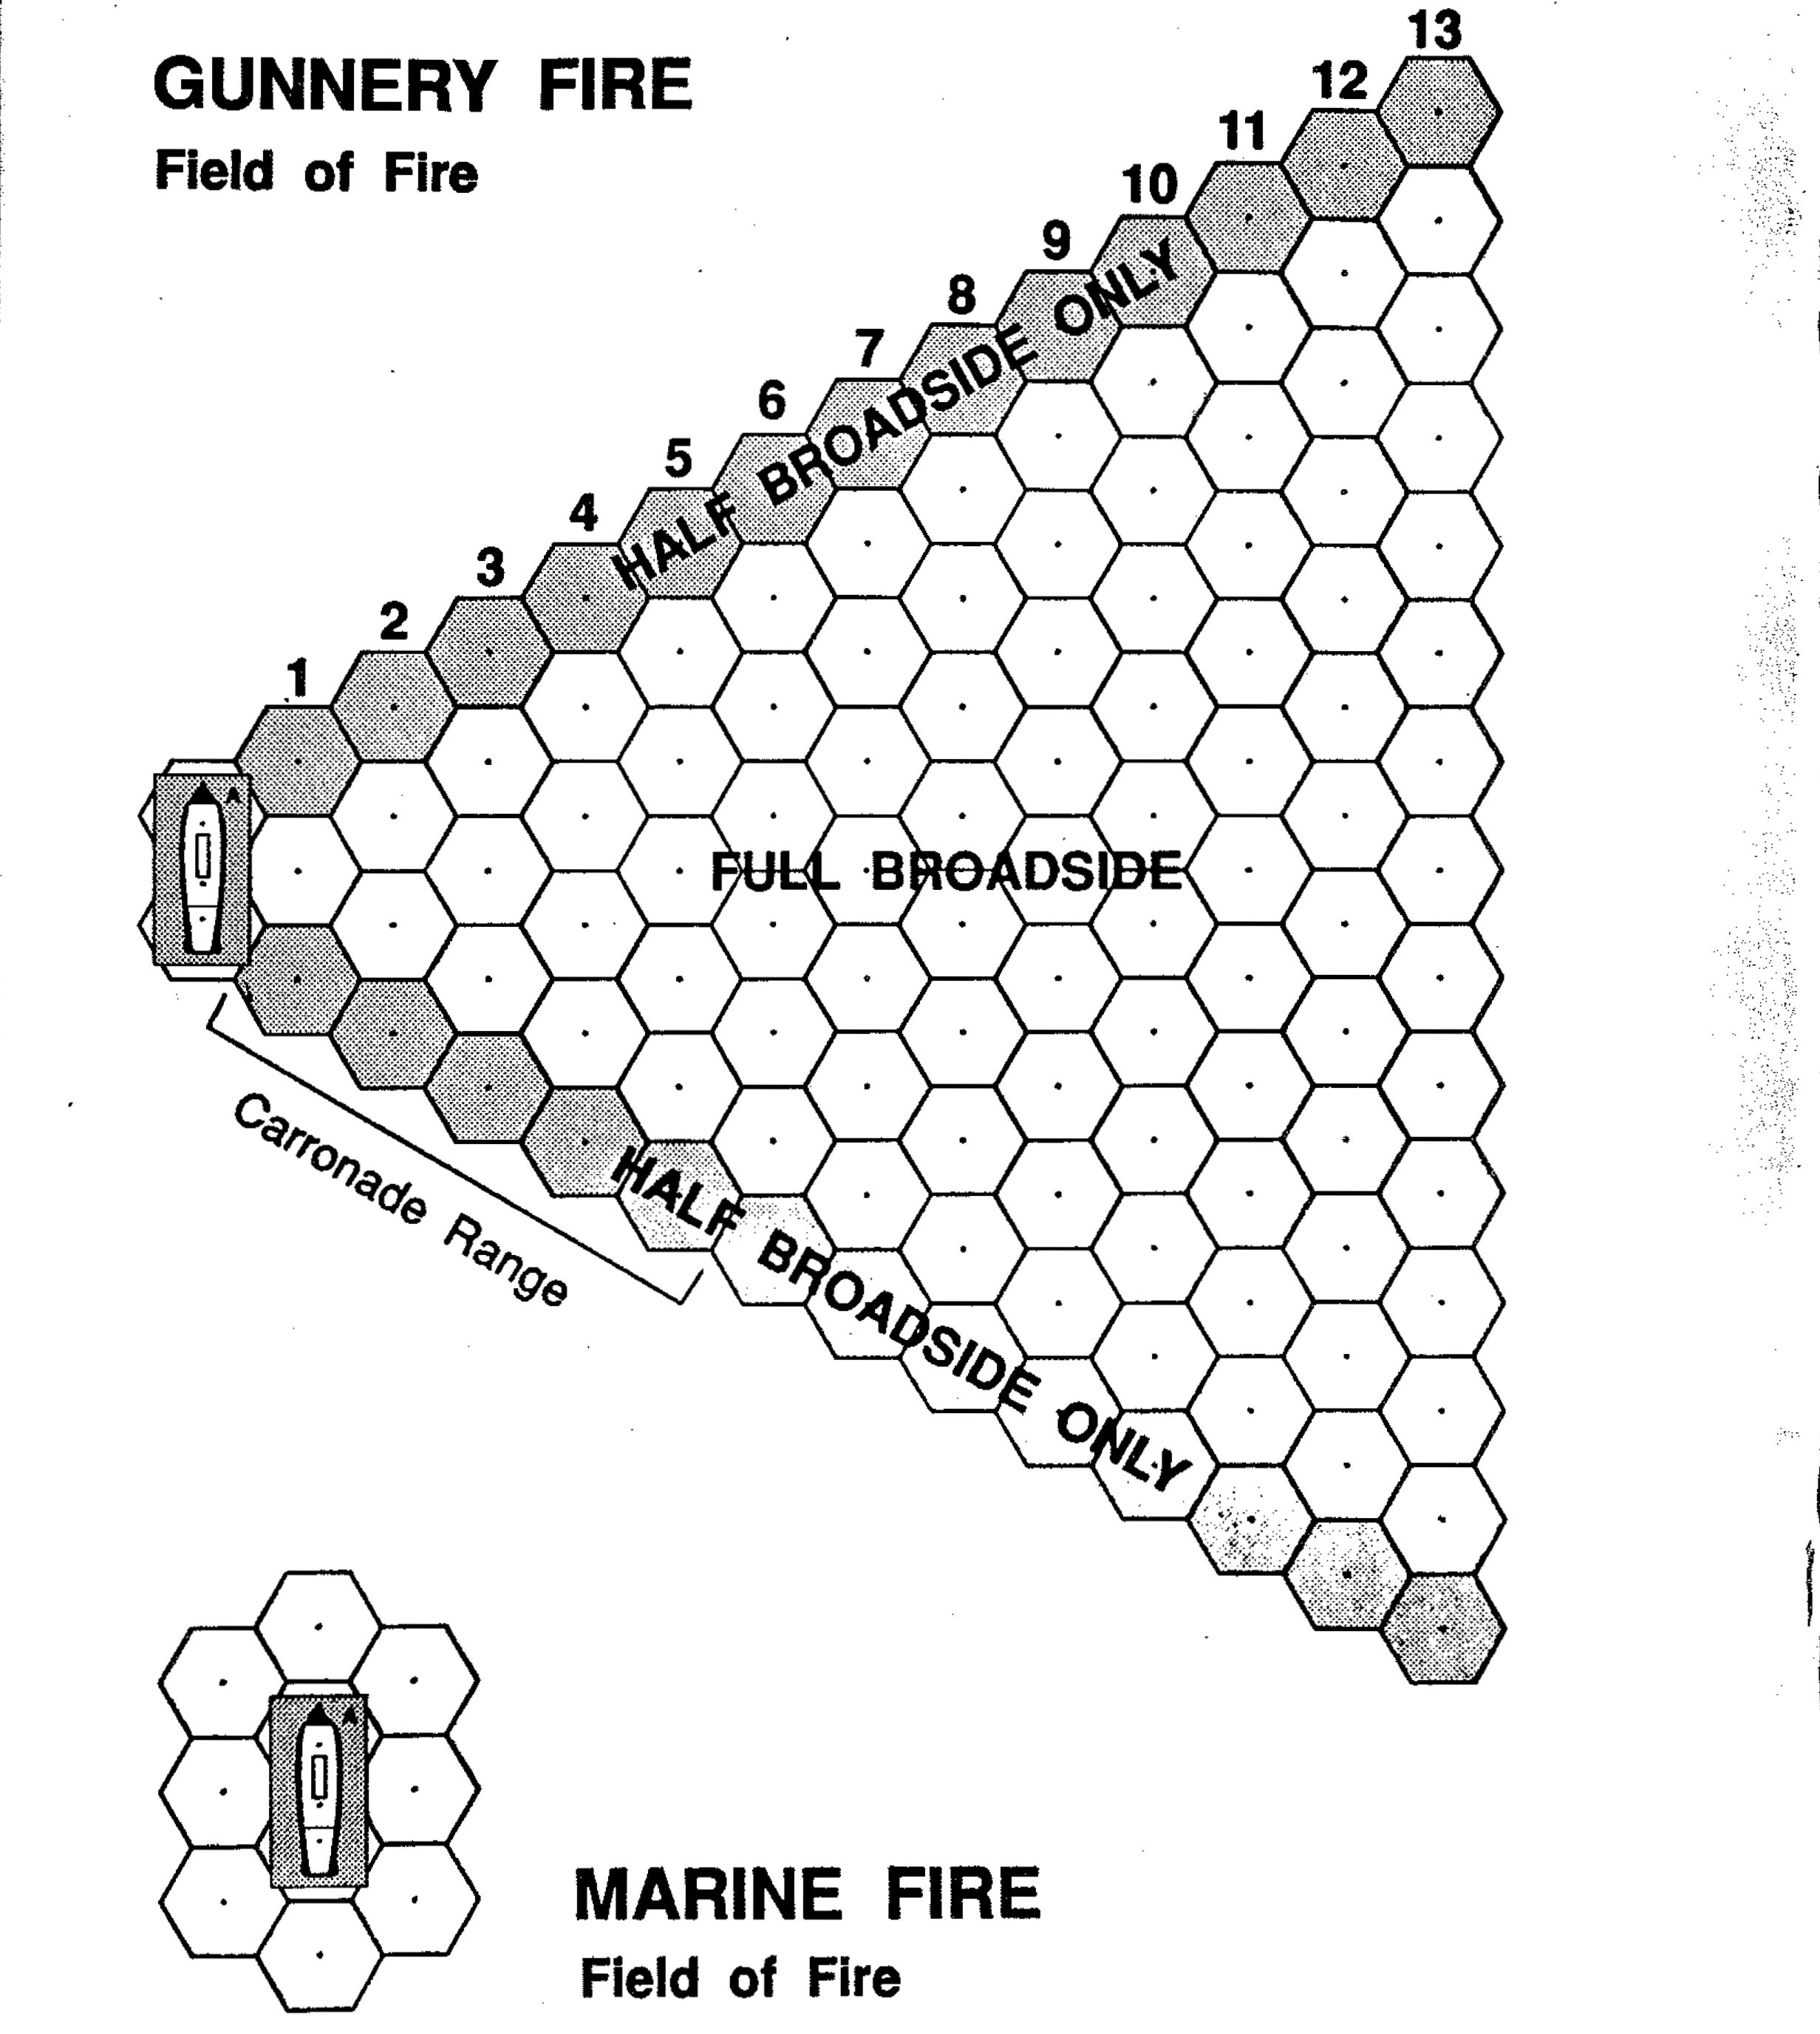 GUNNERY FIRE
Field of Fire
13
12
11
10
9
8
7
6
5
4
3
2
1
HALF BROADSIDE ONLY
A
FULL BROADSIDE
Carronade Range
HALF BROADSIDE ONLY
A
MARINE FIRE
Field of Fire